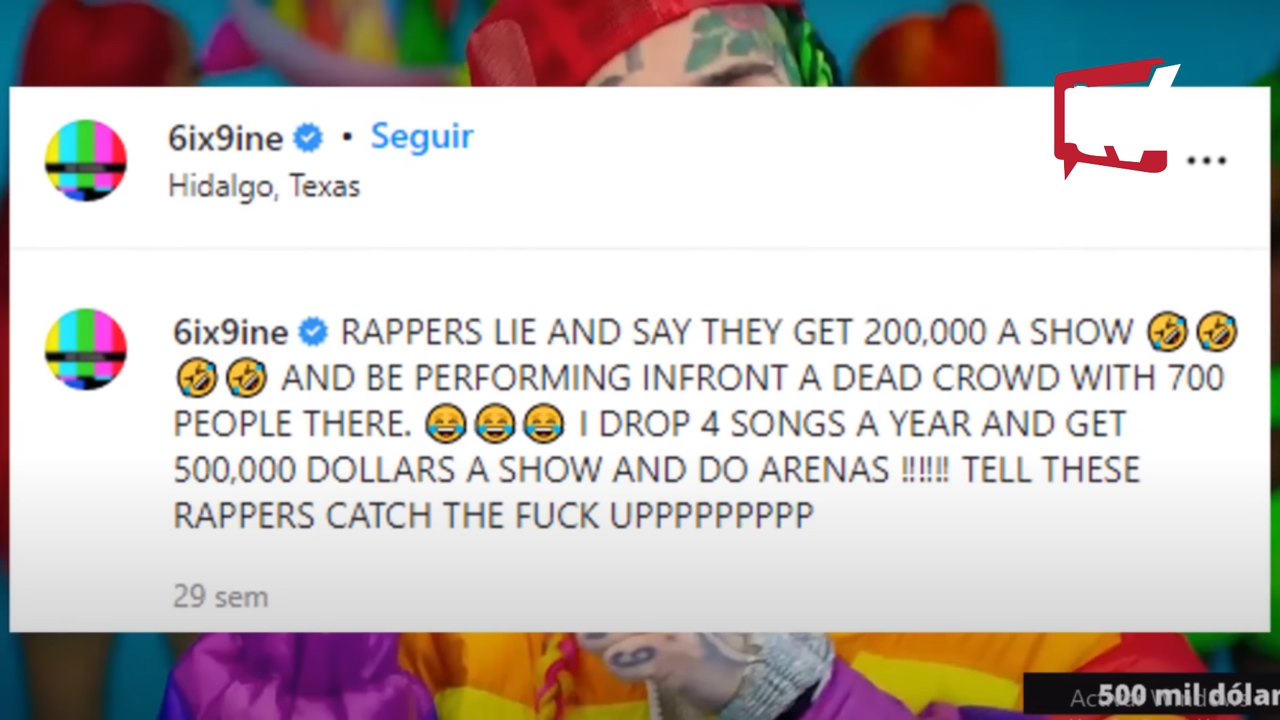 6ix9ine • Seguir
Hidalgo, Texas
6ix9ine RAPPERS LIE AND SAY THEY GET 200,000 A SHOW 🤣🤣
🤣🤣 AND BE PERFORMING INFRONT A DEAD CROWD WITH 700
PEOPLE THERE. 😂😂😂 I DROP 4 SONGS A YEAR AND GET
500,000 DOLLARS A SHOW AND DO ARENAS ‼️‼️‼️ TELL THESE
RAPPERS CATCH THE FUCK UPPPPPPPPP
29 sem
500 mil dólar